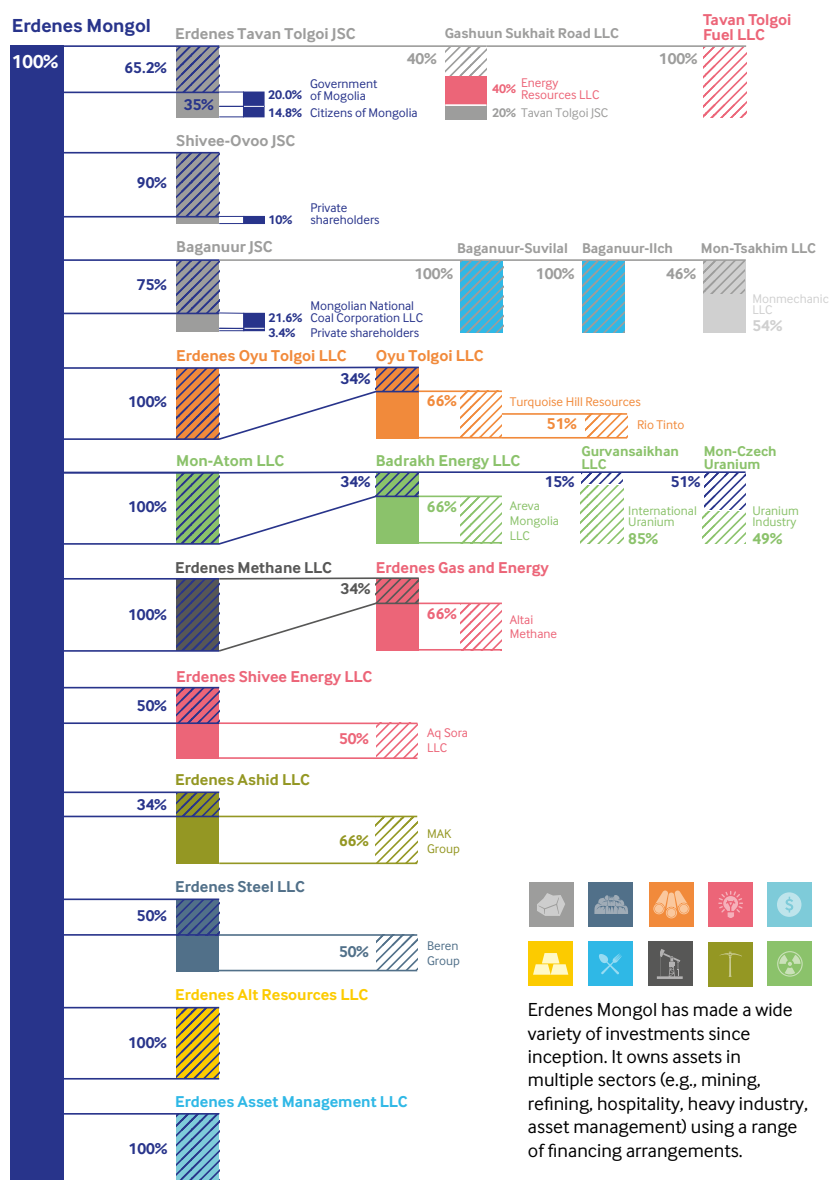 Erdenes Mongol
100%
Erdenes Tavan Tolgoi JSC
65.2%
35%
20.0%
Government
of Mogolia
14.8% Citizens of Mongolia
Gashuun Sukhait Road LLC
40%
40% Energy
Resources LLC
20% Tavan Tolgoi JSC
Tavan Tolgoi
Fuel LLC
100%
Shivee-Ovoo JSC
90%
10%
Private
shareholders
Baganuur JSC
75%
21.6%
Mongolian National
Coal Corporation LLC
3.4% Private shareholders
Baganuur-Suvilal
100%
Baganuur-Ilch
100%
Mon-Tsakhim LLC
46%
Monmechanic
LLC
54%
Erdenes Oyu Tolgoi LLC
100%
Oyu Tolgoi LLC
34%
66%
Turquoise Hill Resources
51%
Rio Tinto
Mon-Atom LLC
100%
Badrakh Energy LLC
34%
66%
Areva
Mongolia
LLC
Gurvansaikhan
LLC
15%
International
Uranium
85%
Mon-Czech
Uranium
51%
Uranium
Industry
49%
Erdenes Methane LLC
100%
Erdenes Gas and Energy
34%
66%
Altai
Methane
Erdenes Shivee Energy LLC
50%
50%
Aq Sora
LLC
Erdenes Ashid LLC
34%
66%
MAK
Group
Erdenes Steel LLC
50%
50%
Beren
Group
Erdenes Alt Resources LLC
100%
Erdenes Asset Management LLC
100%
$
Erdenes Mongol has made a wide
variety of investments since
inception. It owns assets in
multiple sectors (e.g., mining,
refining, hospitality, heavy industry,
asset management) using a range
of financing arrangements.